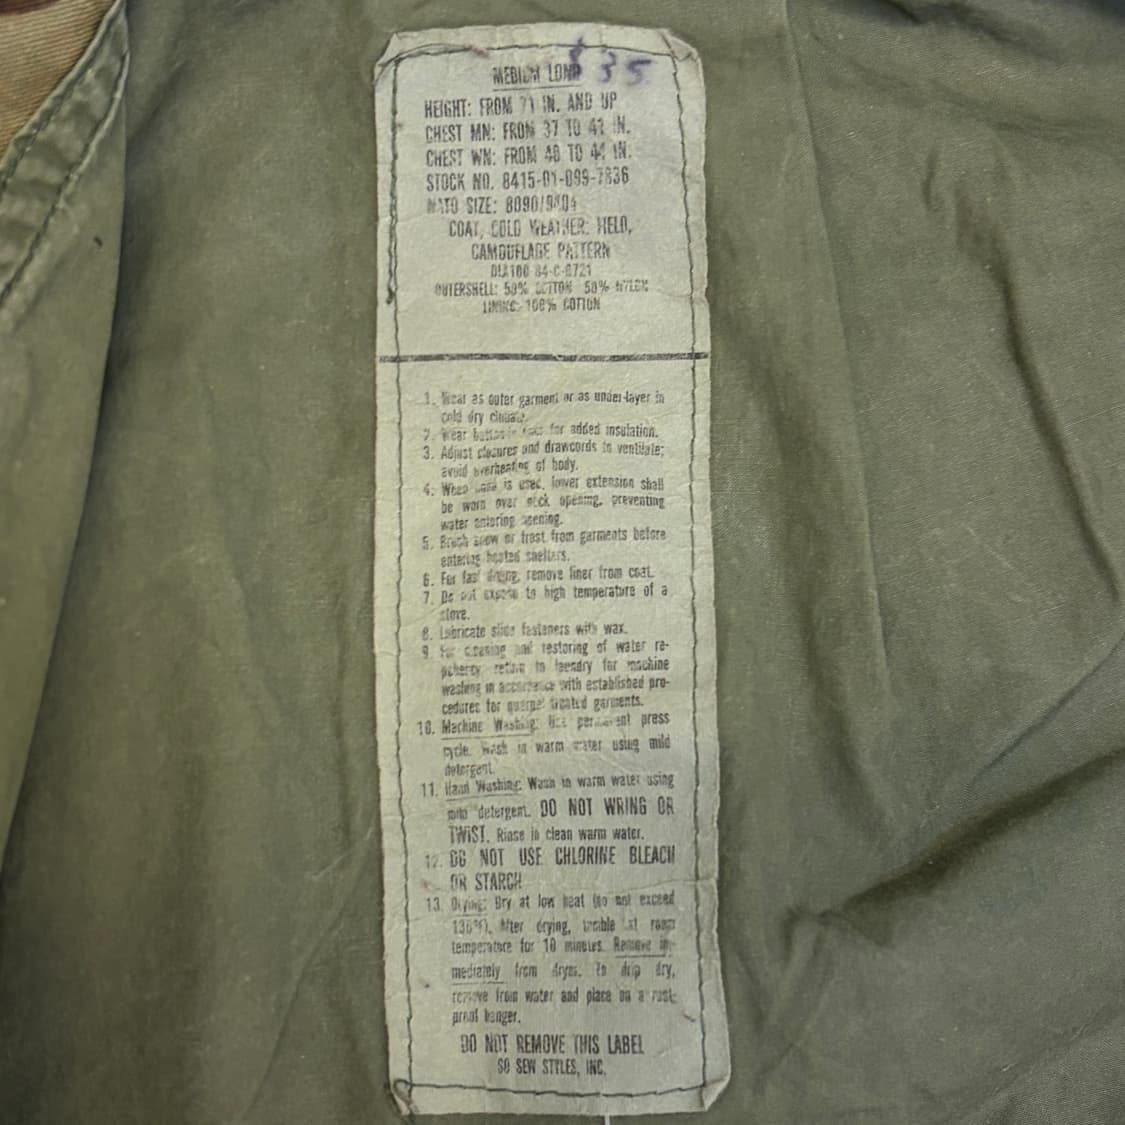 $35
MEDIUM LONG
HEIGHT: FROM 71 IN. AND UP
CHEST MN: FROM 37 TO 41 IN.
CHEST WN: FROM 40 TO 44 IN.
STOCK NO. 8415-01-099-7836
NATO SIZE: 8090/9404
COAT, COLD WEATHER, FIELD,
CAMOUFLAGE PATTERN
DLA100-84-C-0721
OUTERSHELL: 50% COTTON 50% NYLON
LINING: 100% COTTON
1. Wear as outer garment or as under-layer in
cold dry climate.
2. Wear button-in liner for added insulation.
3. Adjust closures and drawcords to ventilate;
avoid overheating of body.
4. When hood is used, lower extension shall
be worn over neck opening, preventing
water entering opening.
5. Brush snow or frost from garments before
entering heated shelters.
6. For fast drying, remove liner from coat.
7. Do not expose to high temperature of a
stove.
8. Lubricate slide fasteners with wax.
9. For cleaning and restoring of water re-
return to laundry for machine
washing in accordance with established pro-
cedures for quarpel treated garments.
10. Machine Washing: Use permanent press
cycle. Wash in warm water using mild
detergent.
11. Hand Washing: Wash in warm water using
mild detergent. DO NOT WRING OR
TWIST. Rinse in clean warm water.
12. DO NOT USE CHLORINE BLEACH
OR STARCH
13. Drying: Dry at low heat (do not exceed
130°F). After drying, tumble at room
temperature for 10 minutes. Remove im-
mediately from dryer. To drip dry,
remove from water and place on a rust-
proof hanger.
DO NOT REMOVE THIS LABEL
SO SEW STYLES, INC.